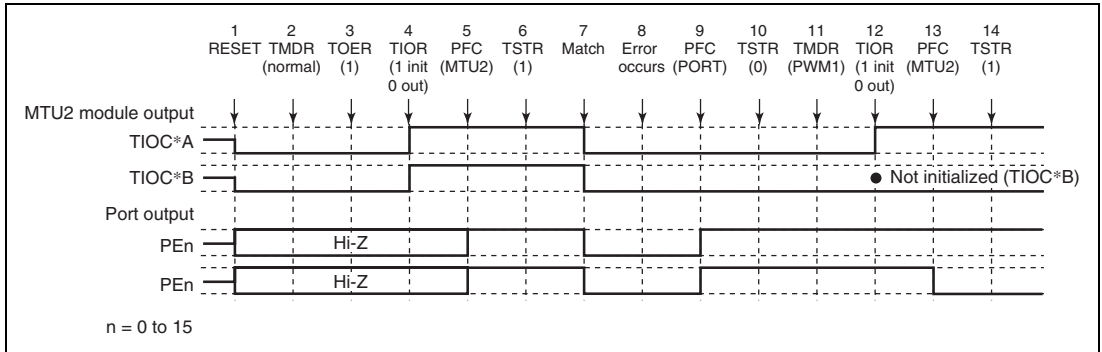 1 2 3 4 5 6 7 8 9 10 11 12 13 14
RESET TMDR TOER TIOR PFC TSTR Match Error PFC TSTR TMDR TIOR PFC TSTR
(normal) (1) (1 init (MTU2) (1) occurs (PORT) (0) (PWM1) (1 init (MTU2) (1)
0 out) 0 out)
MTU2 module output
TIOC*A
TIOC*B ● Not initialized (TIOC*B)
Port output
PEn Hi-Z
PEn Hi-Z
n = 0 to 15